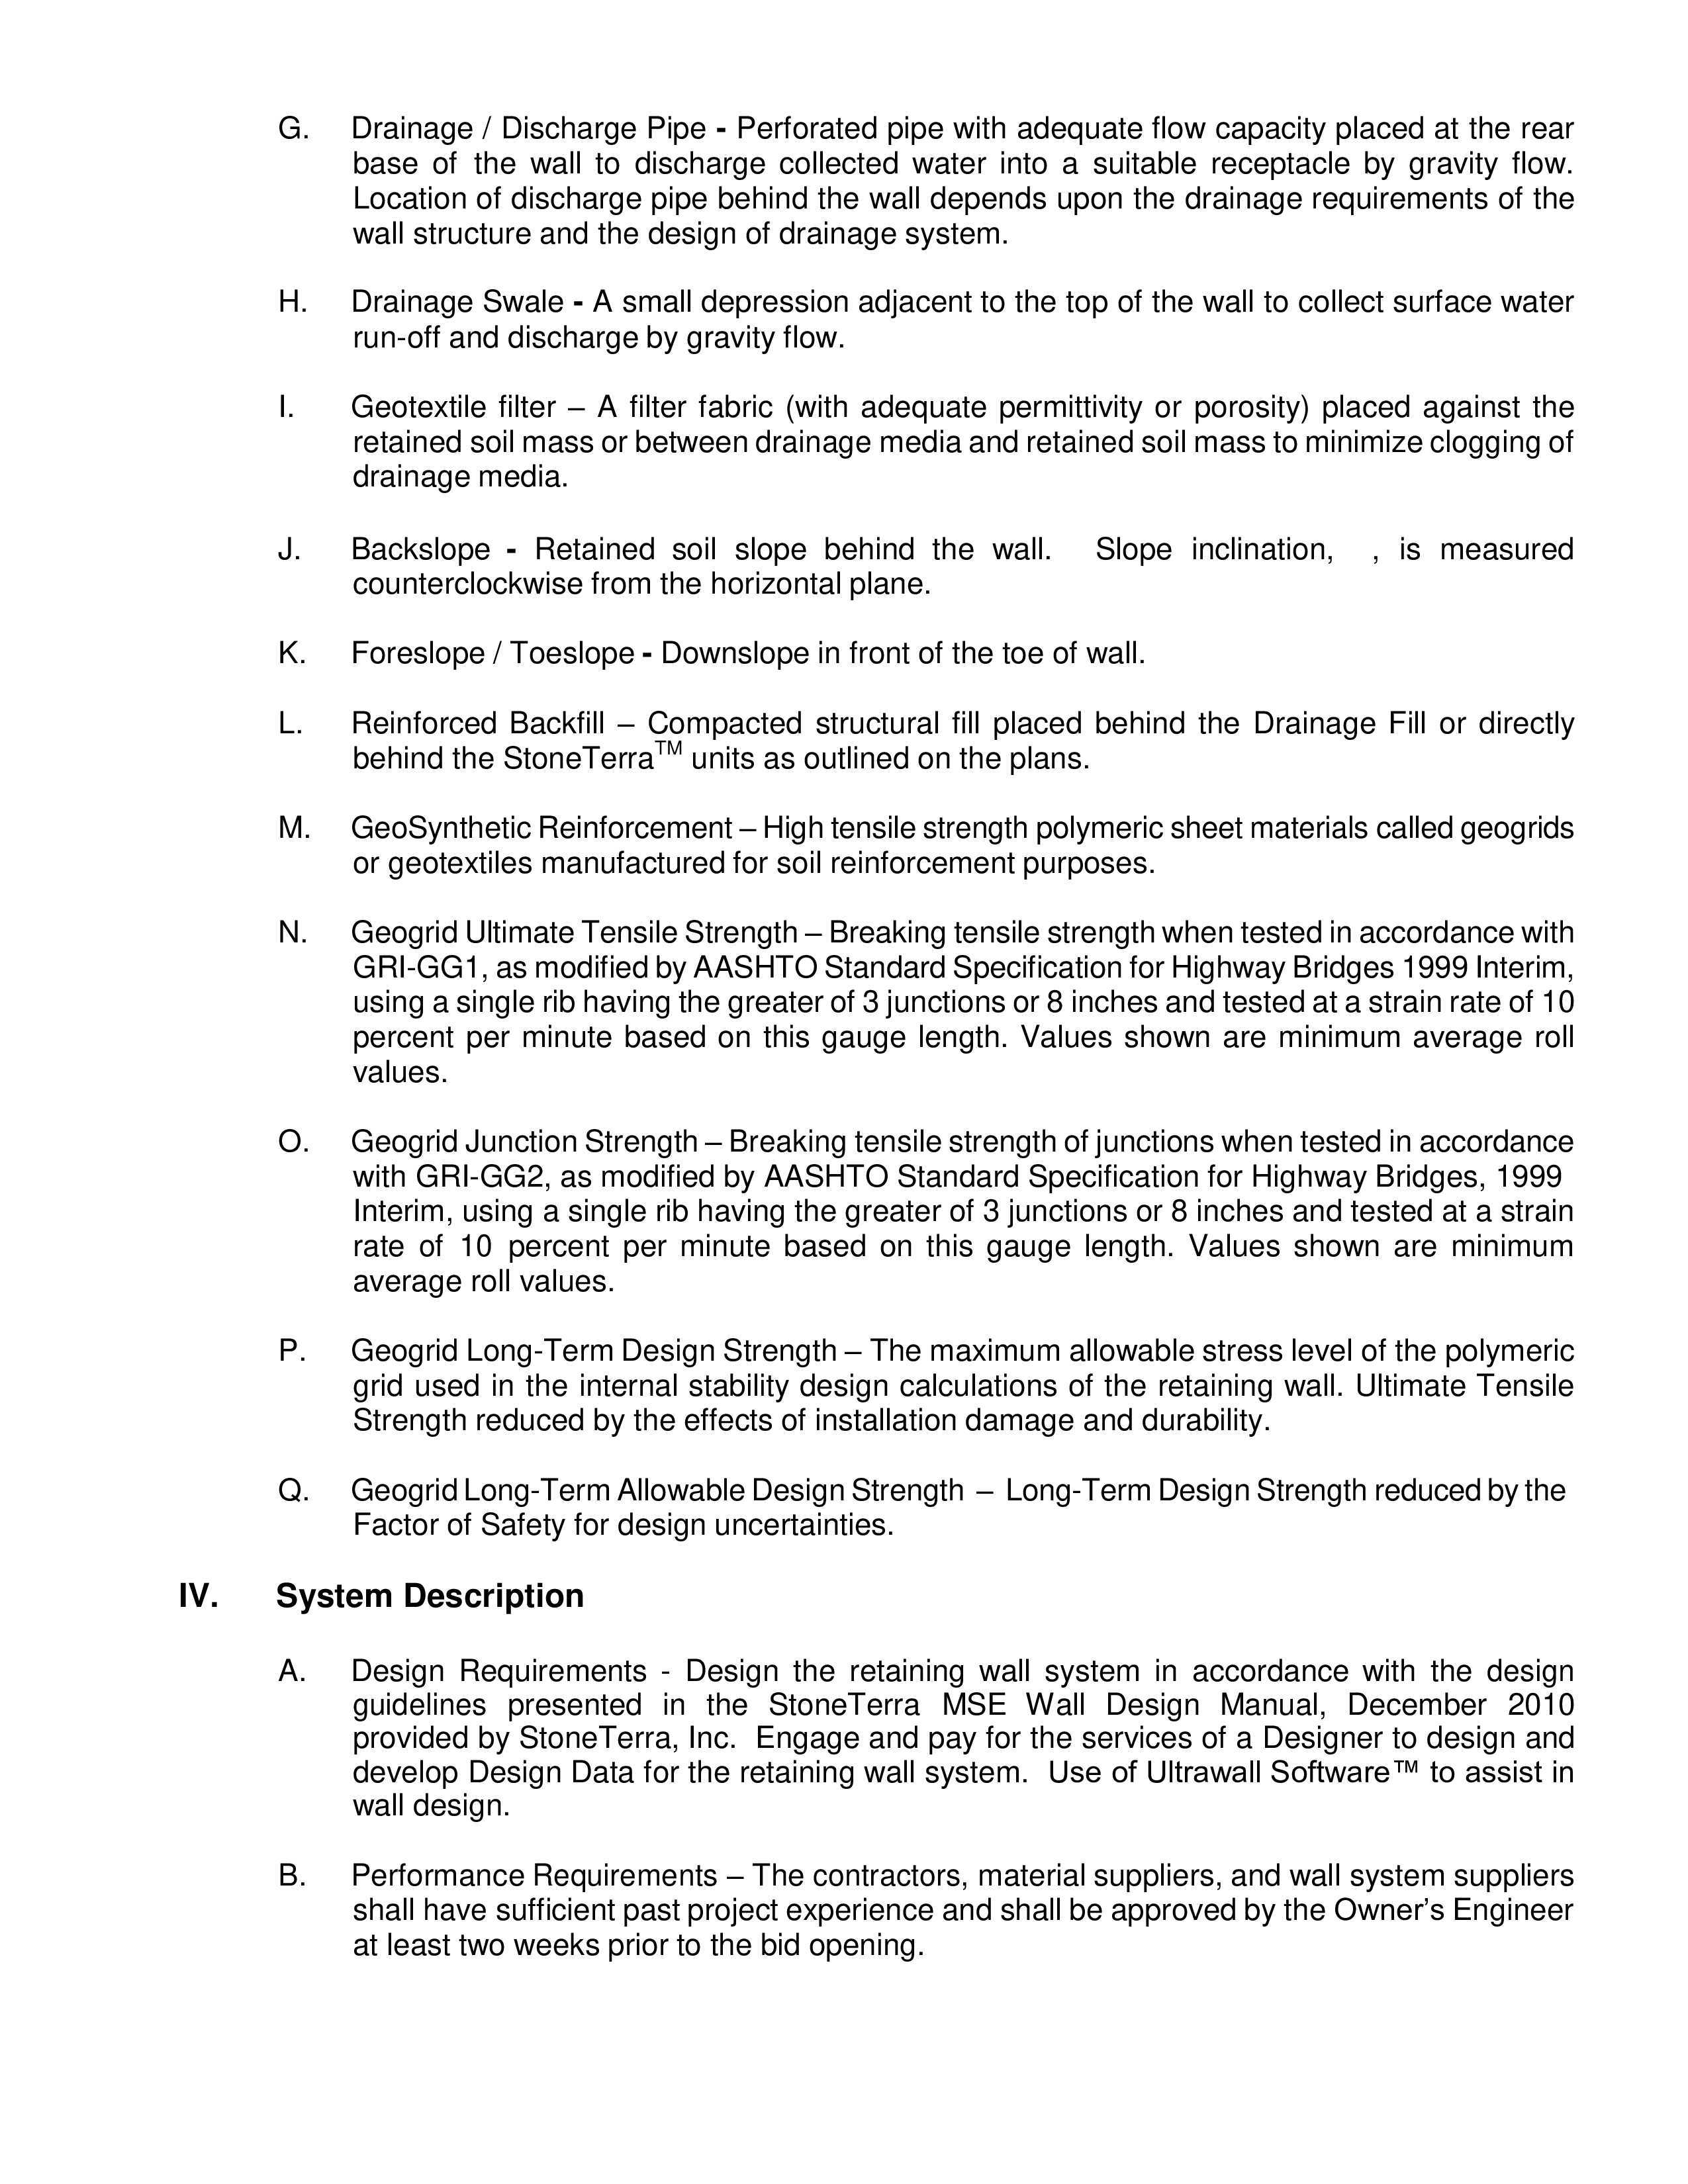 G. Drainage / Discharge Pipe - Perforated pipe with adequate flow capacity placed at the rear
base of the wall to discharge collected water into a suitable receptacle by gravity flow.
Location of discharge pipe behind the wall depends upon the drainage requirements of the
wall structure and the design of drainage system.
H. Drainage Swale - A small depression adjacent to the top of the wall to collect surface water
run-off and discharge by gravity flow.
I. Geotextile filter – A filter fabric (with adequate permittivity or porosity) placed against the
retained soil mass or between drainage media and retained soil mass to minimize clogging of
drainage media.
J. Backslope - Retained soil slope behind the wall. Slope inclination, , is measured
counterclockwise from the horizontal plane.
K. Foreslope / Toeslope - Downslope in front of the toe of wall.
L. Reinforced Backfill – Compacted structural fill placed behind the Drainage Fill or directly
behind the StoneTerra™ units as outlined on the plans.
M. GeoSynthetic Reinforcement – High tensile strength polymeric sheet materials called geogrids
or geotextiles manufactured for soil reinforcement purposes.
N. Geogrid Ultimate Tensile Strength – Breaking tensile strength when tested in accordance with
GRI-GG1, as modified by AASHTO Standard Specification for Highway Bridges 1999 Interim,
using a single rib having the greater of 3 junctions or 8 inches and tested at a strain rate of 10
percent per minute based on this gauge length. Values shown are minimum average roll
values.
O. Geogrid Junction Strength – Breaking tensile strength of junctions when tested in accordance
with GRI-GG2, as modified by AASHTO Standard Specification for Highway Bridges, 1999
Interim, using a single rib having the greater of 3 junctions or 8 inches and tested at a strain
rate of 10 percent per minute based on this gauge length. Values shown are minimum
average roll values.
P. Geogrid Long-Term Design Strength – The maximum allowable stress level of the polymeric
grid used in the internal stability design calculations of the retaining wall. Ultimate Tensile
Strength reduced by the effects of installation damage and durability.
Q. Geogrid Long-Term Allowable Design Strength – Long-Term Design Strength reduced by the
Factor of Safety for design uncertainties.
IV. System Description
A. Design Requirements - Design the retaining wall system in accordance with the design
guidelines presented in the StoneTerra MSE Wall Design Manual, December 2010
provided by StoneTerra, Inc. Engage and pay for the services of a Designer to design and
develop Design Data for the retaining wall system. Use of Ultrawall Software™ to assist in
wall design.
B. Performance Requirements – The contractors, material suppliers, and wall system suppliers
shall have sufficient past project experience and shall be approved by the Owner’s Engineer
at least two weeks prior to the bid opening.